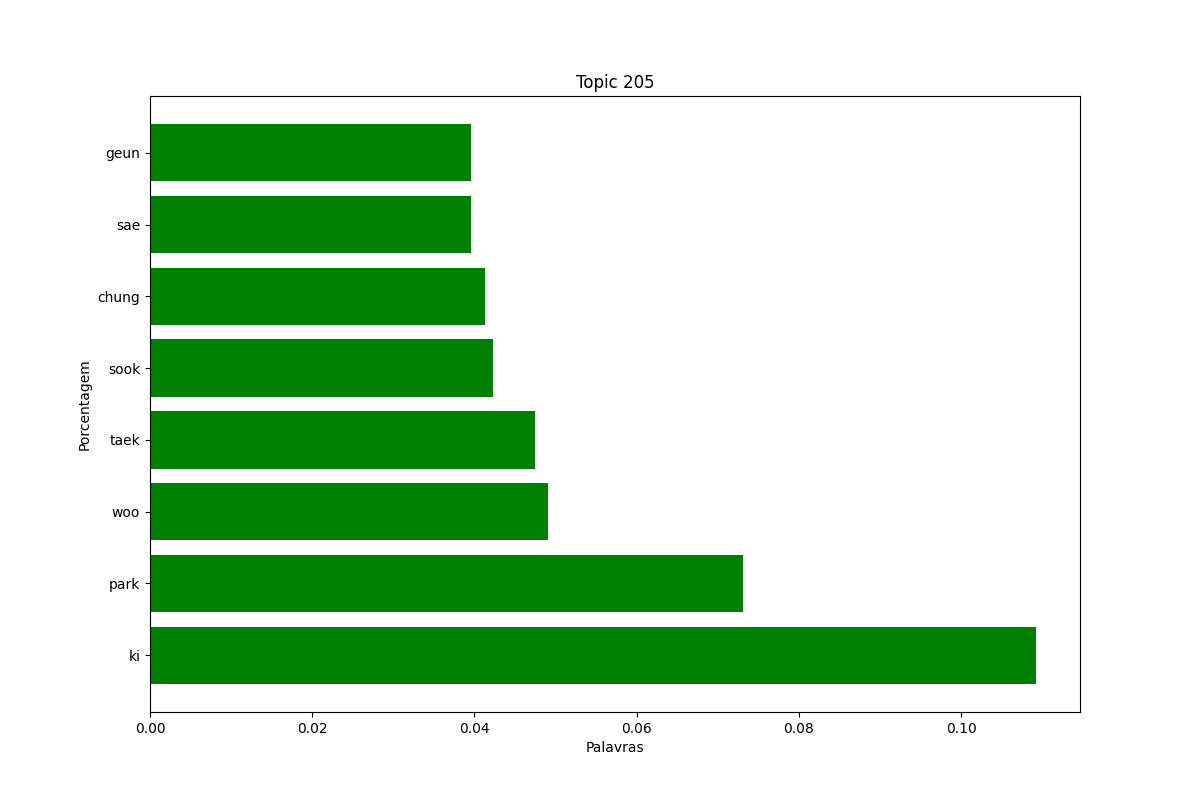 Topic 205
geun
sae
chung
sook
taek
woo
park
ki
Porcentagem
0.00 0.02 0.04 0.06 0.08 0.10
Palavras